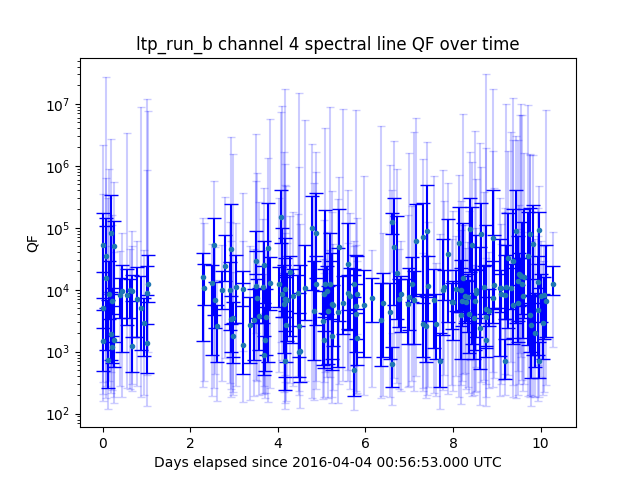 ltp_run_b channel 4 spectral line QF over time
QF
10^7
10^6
10^5
10^4
10^3
10^2
0 2 4 6 8 10
Days elapsed since 2016-04-04 00:56:53.000 UTC